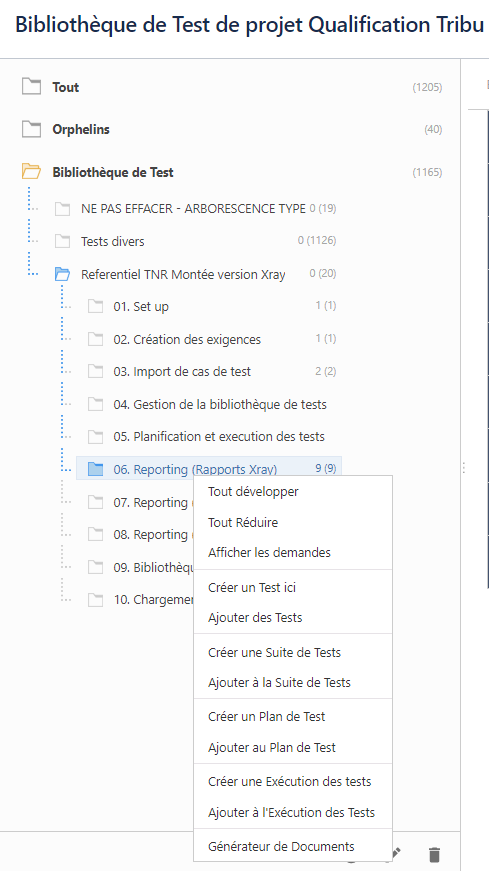 Bibliothèque de Test de projet Qualification Tribu
Tout (1205)
Orphelins (40)
Bibliothèque de Test (1165)
NE PAS EFFACER - ARBORESCENCE TYPE 0 (19)
Tests divers 0 (1126)
Referentiel TNR Montée version Xray 0 (20)
01. Set up 1 (1)
02. Création des exigences 1 (1)
03. Import de cas de test 2 (2)
04. Gestion de la bibliothèque de tests
05. Planification et execution des tests
06. Reporting (Rapports Xray) 9 (9)
Tout développer
07. Reporting
Tout Réduire
08. Reporting
Afficher les demandes
09.
Créer un Test ici
10.
Ajouter des Tests
Créer une Suite de Tests
Ajouter à la Suite de Tests
Créer un Plan de Test
Ajouter au Plan de Test
Créer une Exécution des tests
Ajouter à l'Exécution des Tests
Générateur de Documents